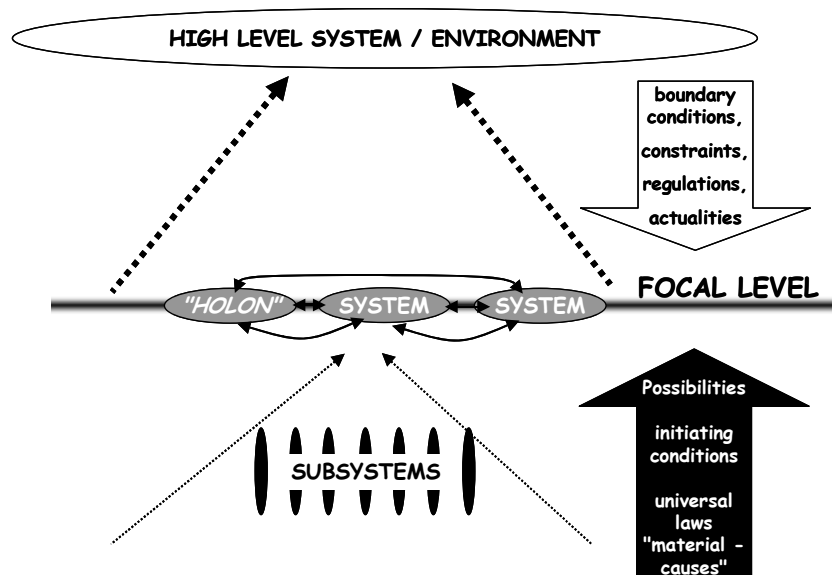 HIGH LEVEL SYSTEM / ENVIRONMENT
boundary
conditions,
constraints,
regulations,
actualities
FOCAL LEVEL
"HOLON"
SYSTEM
SYSTEM
Possibilities
initiating
conditions
universal
laws
"material -
causes"
SUBSYSTEMS